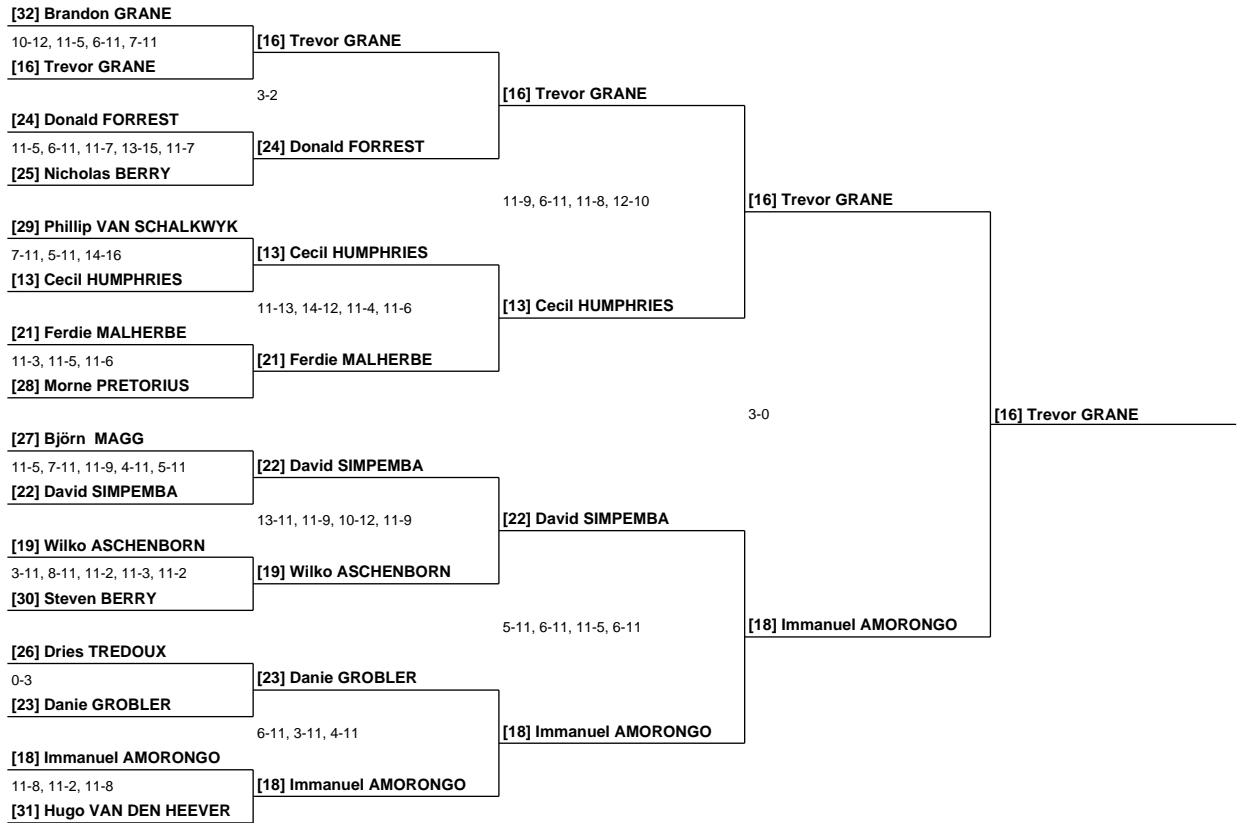 [32] Brandon GRANE
10-12, 11-5, 6-11, 7-11
[16] Trevor GRANE
[16] Trevor GRANE
3-2
[24] Donald FORREST
11-5, 6-11, 11-7, 13-15, 11-7
[25] Nicholas BERRY
[24] Donald FORREST
[16] Trevor GRANE
11-9, 6-11, 11-8, 12-10
[29] Phillip VAN SCHALKWYK
7-11, 5-11, 14-16
[13] Cecil HUMPHRIES
[13] Cecil HUMPHRIES
11-13, 14-12, 11-4, 11-6
[21] Ferdie MALHERBE
11-3, 11-5, 11-6
[28] Morne PRETORIUS
[21] Ferdie MALHERBE
[13] Cecil HUMPHRIES
[16] Trevor GRANE
3-0
[16] Trevor GRANE
[27] Björn  MAGG
11-5, 7-11, 11-9, 4-11, 5-11
[22] David SIMPEMBA
[22] David SIMPEMBA
13-11, 11-9, 10-12, 11-9
[19] Wilko ASCHENBORN
3-11, 8-11, 11-2, 11-3, 11-2
[30] Steven BERRY
[19] Wilko ASCHENBORN
[22] David SIMPEMBA
5-11, 6-11, 11-5, 6-11
[18] Immanuel AMORONGO
[26] Dries TREDOUX
0-3
[23] Danie GROBLER
[23] Danie GROBLER
6-11, 3-11, 4-11
[18] Immanuel AMORONGO
11-8, 11-2, 11-8
[31] Hugo VAN DEN HEEVER
[18] Immanuel AMORONGO
[18] Immanuel AMORONGO